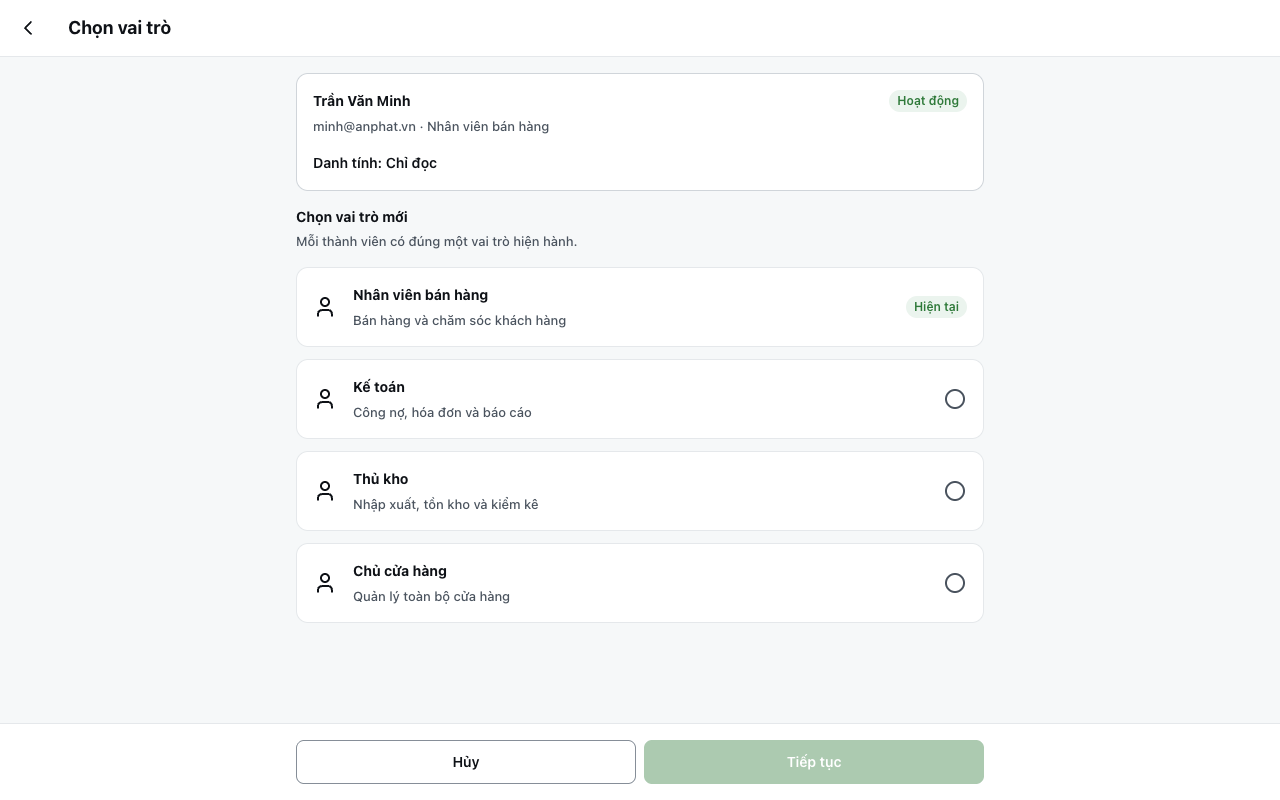 Chọn vai trò
Trần Văn Minh
Hoạt động
minh@anphat.vn · Nhân viên bán hàng
Danh tính: Chỉ đọc
Chọn vai trò mới
Mỗi thành viên có đúng một vai trò hiện hành.
Nhân viên bán hàng
Bán hàng và chăm sóc khách hàng
Hiện tại
Kế toán
Công nợ, hóa đơn và báo cáo
Thủ kho
Nhập xuất, tồn kho và kiểm kê
Chủ cửa hàng
Quản lý toàn bộ cửa hàng
Hủy
Tiếp tục